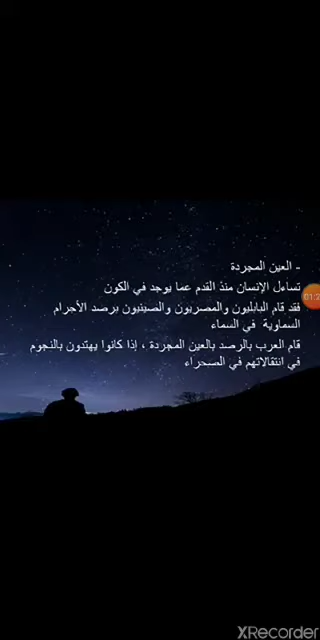 - العين المجردة
تساءل الإنسان منذ القدم عما يوجد في الكون
فقد قام البابليون والمصريون والصينيون برصد الأجرام
السماوية في السماء
قام العرب بالرصد بالعين المجردة ، إذا كانوا يهتدون بالنجوم
في انتقالاتهم في الصحراء
XRecorder